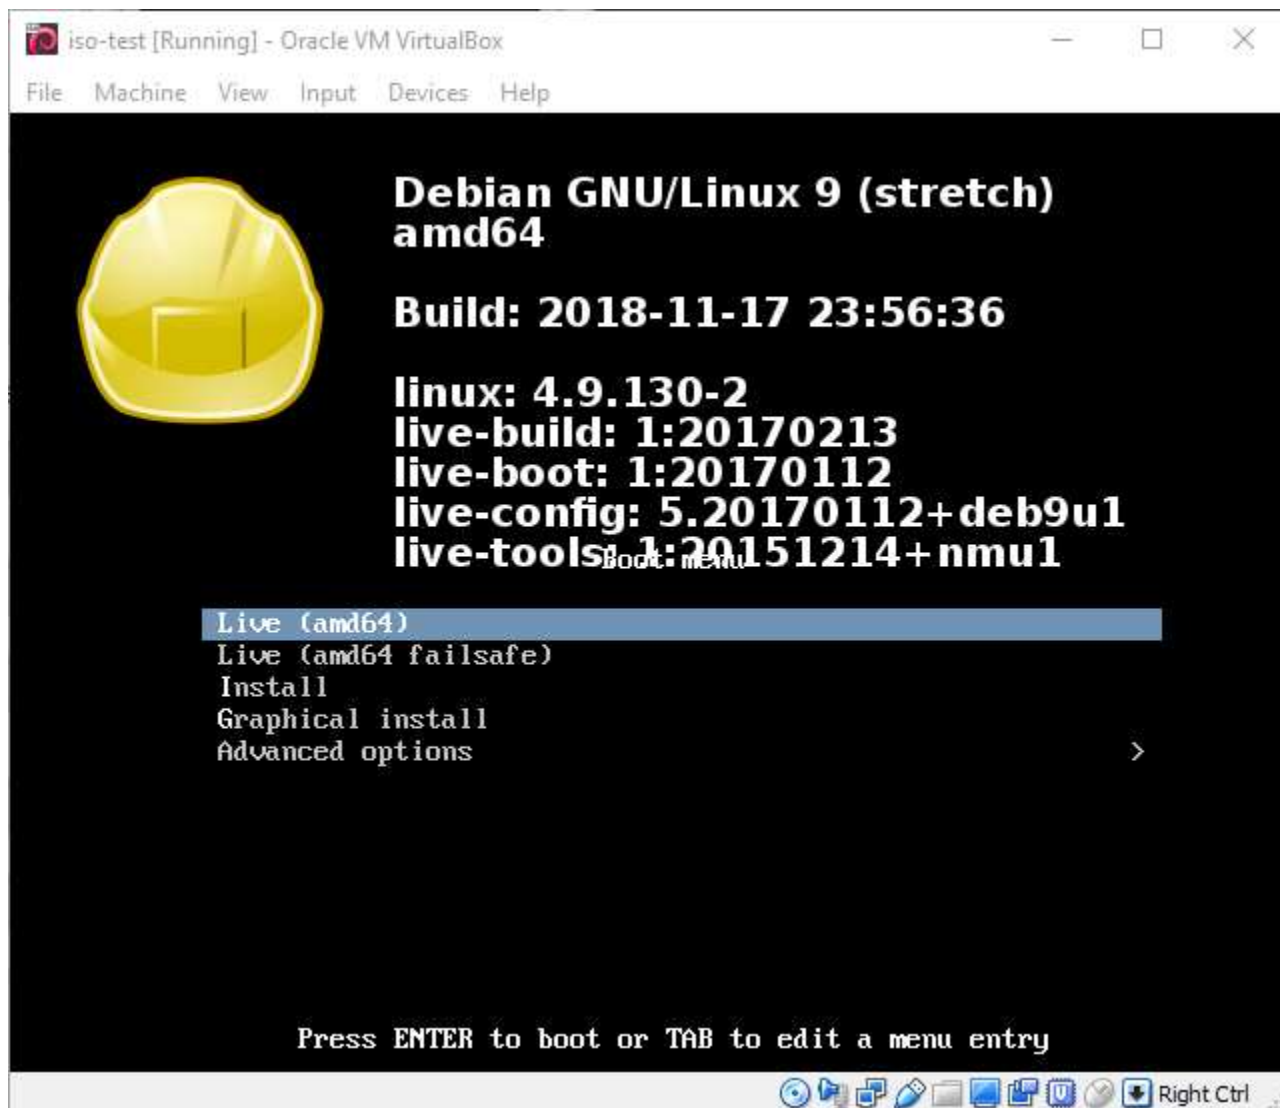 iso-test [Running] - Oracle VM VirtualBox
File Machine View Input Devices Help
Debian GNU/Linux 9 (stretch)
amd64
Build: 2018-11-17 23:56:36
linux: 4.9.130-2
live-build: 1:20170213
live-boot: 1:20170112
live-config: 5.20170112+deb9u1
live-tools: 1:20151214+nmu1
Boot menu
Live (amd64)
Live (amd64 failsafe)
Install
Graphical install
Advanced options >
Press ENTER to boot or TAB to edit a menu entry
Right Ctrl